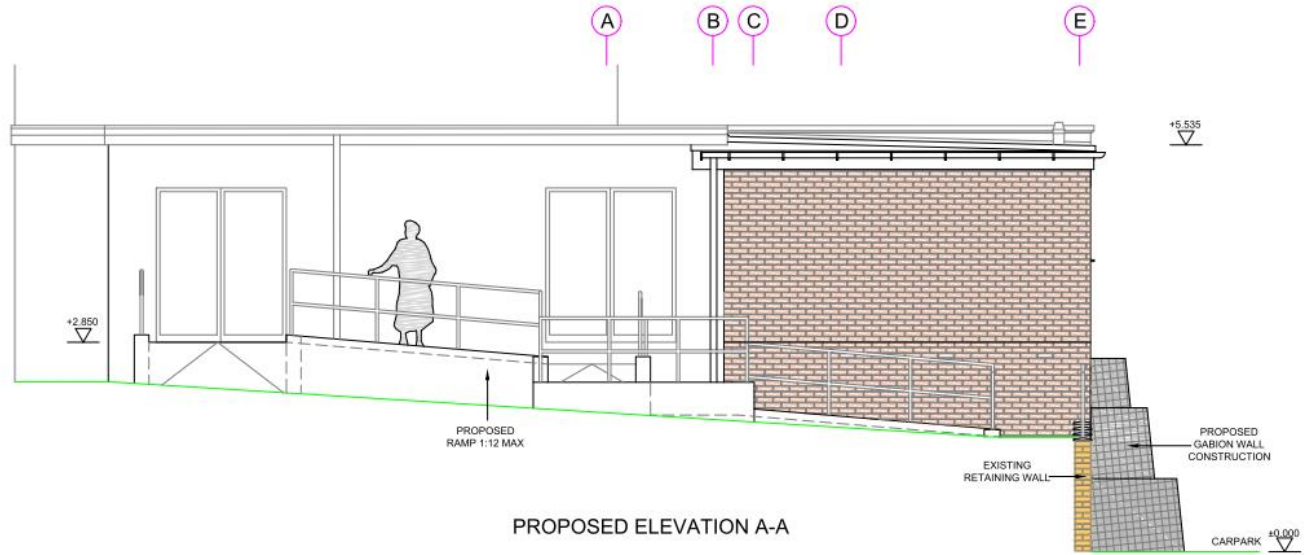 A
B
C
D
E
+5.535
+2.850
PROPOSED
RAMP 1:12 MAX
PROPOSED
GABION WALL
CONSTRUCTION
EXISTING
RETAINING WALL
PROPOSED ELEVATION A-A
CARPARK
±0.000